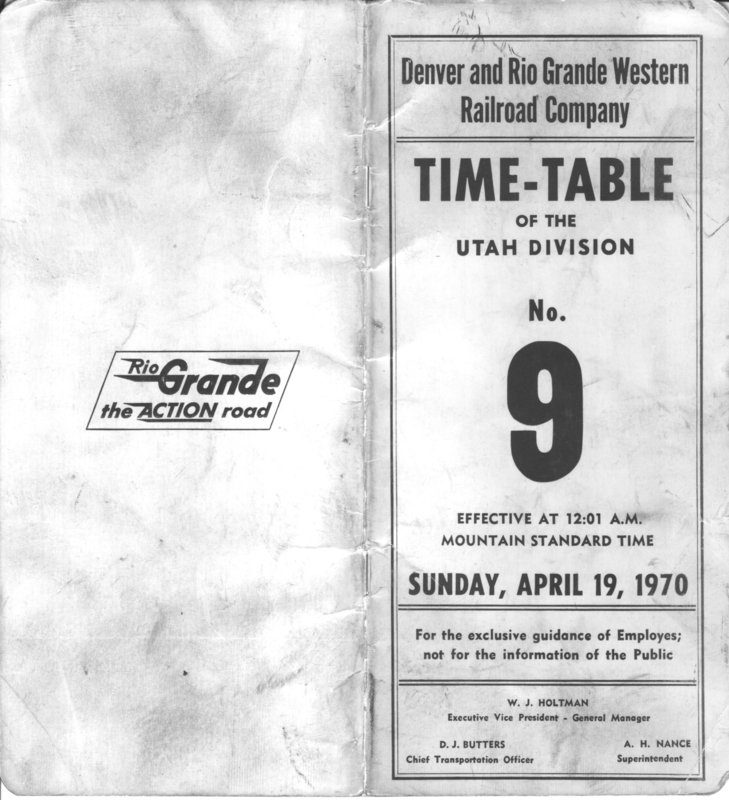 Rio Grande
the ACTION road
Denver and Rio Grande Western
Railroad Company
TIME-TABLE
OF THE
UTAH DIVISION
No.
9
EFFECTIVE AT 12:01 A.M.
MOUNTAIN STANDARD TIME
SUNDAY, APRIL 19, 1970
For the exclusive guidance of Employes;
not for the information of the Public
W. J. HOLTMAN
Executive Vice President - General Manager
D. J. BUTTERS
Chief Transportation Officer
A. H. NANCE
Superintendent